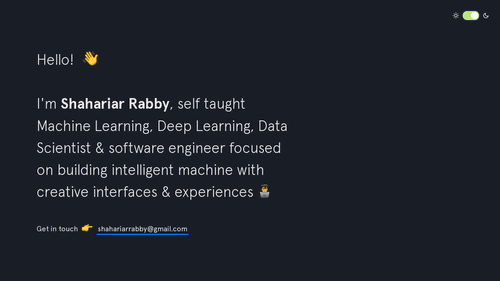 Hello! 👋
I'm Shahariar Rabby, self taught
Machine Learning, Deep Learning, Data
Scientist & software engineer focused
on building intelligent machine with
creative interfaces & experiences 👨‍💻
Get in touch 👉 shahariarrabby@gmail.com